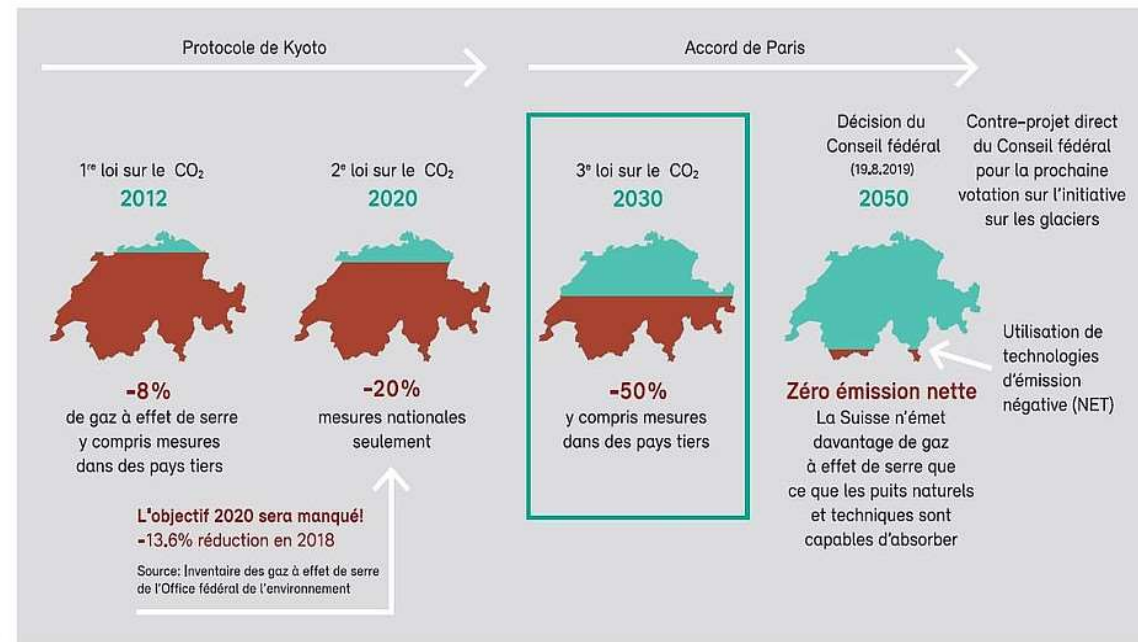 Protocole de Kyoto
Accord de Paris
1re loi sur le CO₂
2012
-8%
de gaz à effet de serre
y compris mesures
dans des pays tiers
2e loi sur le CO₂
2020
-20%
mesures nationales
seulement
L'objectif 2020 sera manqué!
-13.6% réduction en 2018
Source: Inventaire des gaz à effet de serre
de l'Office fédéral de l'environnement
3e loi sur le CO₂
2030
-50%
y compris mesures
dans des pays tiers
Décision du
Conseil fédéral
(19.8.2019)
2050
Zéro émission nette
La Suisse n'émet
davantage de gaz
à effet de serre que
ce que les puits naturels
et techniques sont
capables d'absorber
Contre-projet direct
du Conseil fédéral
pour la prochaine
votation sur l'initiative
sur les glaciers
Utilisation de
technologies
d'émission
négative (NET)